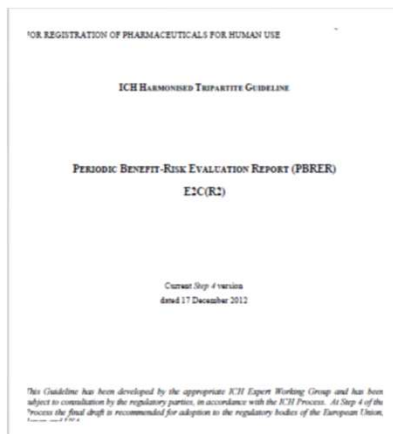 FOR REGISTRATION OF PHARMACEUTICALS FOR HUMAN USE
ICH HARMONISED TRIPARTITE GUIDELINE
PERIODIC BENEFIT-RISK EVALUATION REPORT (PBRER)
E2C(R2)
Current Step 4 version
dated 17 December 2012
This Guideline has been developed by the appropriate ICH Expert Working Group and has been
subject to consultation by the regulatory parties, in accordance with the ICH Process. At Step 4 of the
Process the final draft is recommended for adoption to the regulatory bodies of the European Union,